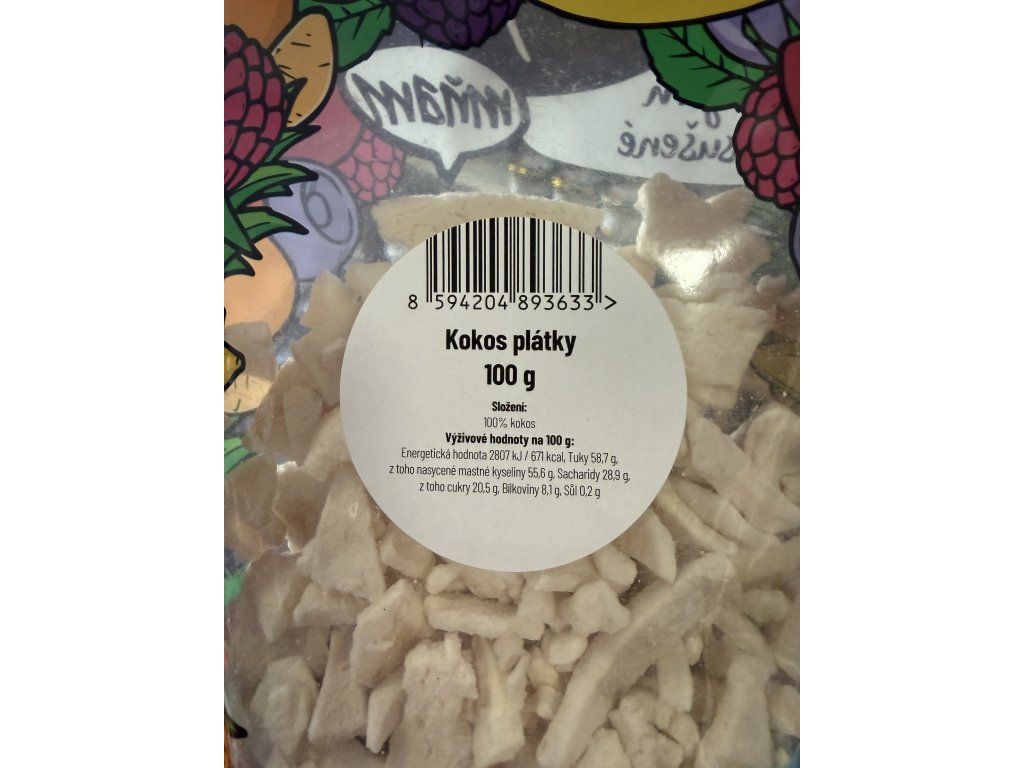 mňam
sušené
8 594204 893633 >
Kokos plátky
100 g
Složení:
100% kokos
Výživové hodnoty na 100 g:
Energetická hodnota 2807 kJ / 671 kcal, Tuky 58,7 g,
z toho nasycené mastné kyseliny 55,6 g, Sacharidy 28,9 g,
z toho cukry 20,5 g, Bílkoviny 8,1 g, Sůl 0,2 g